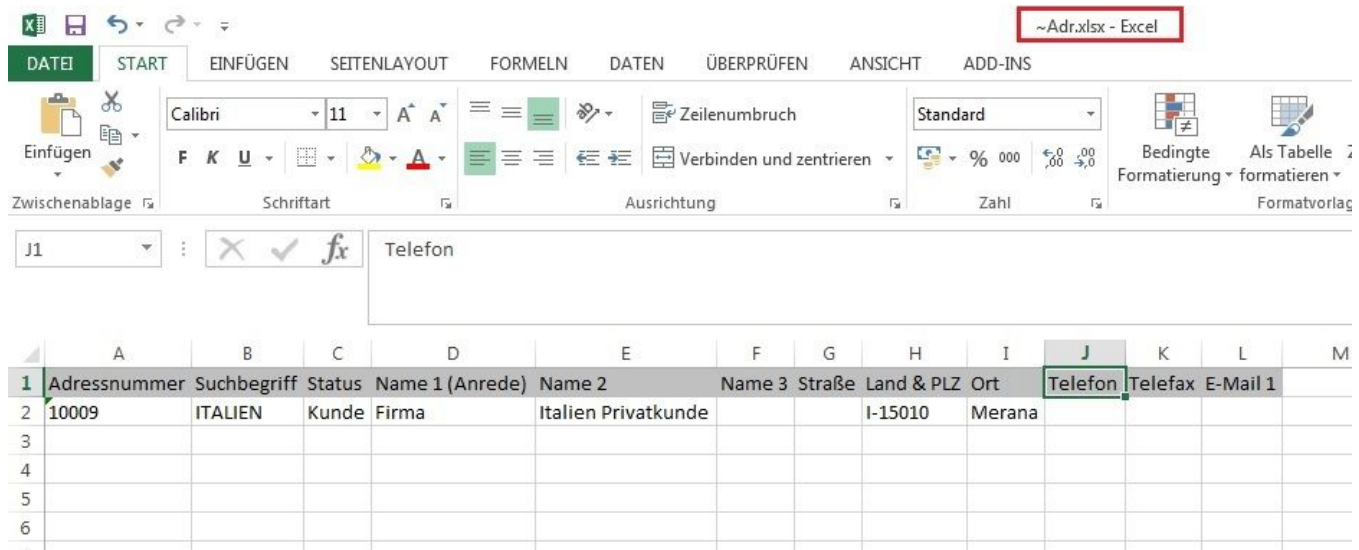 ~Adr.xlsx - Excel
DATEI START EINFÜGEN SEITENLAYOUT FORMELN DATEN ÜBERPRÜFEN ANSICHT ADD-INS
Calibri 11 A A Zeilenumbruch Standard
Einfügen F K U A Verbinden und zentrieren % 000 Bedingte Formatierung Als Tabelle formatieren
Zwischenablage Schriftart Ausrichtung Zahl Formatvorlag
J1 fx Telefon
A B C D E F G H I J K L M
1 Adressnummer Suchbegriff Status Name 1 (Anrede) Name 2 Name 3 Straße Land & PLZ Ort Telefon Telefax E-Mail 1
2 10009 ITALIEN Kunde Firma Italien Privatkunde I-15010 Merana
3
4
5
6